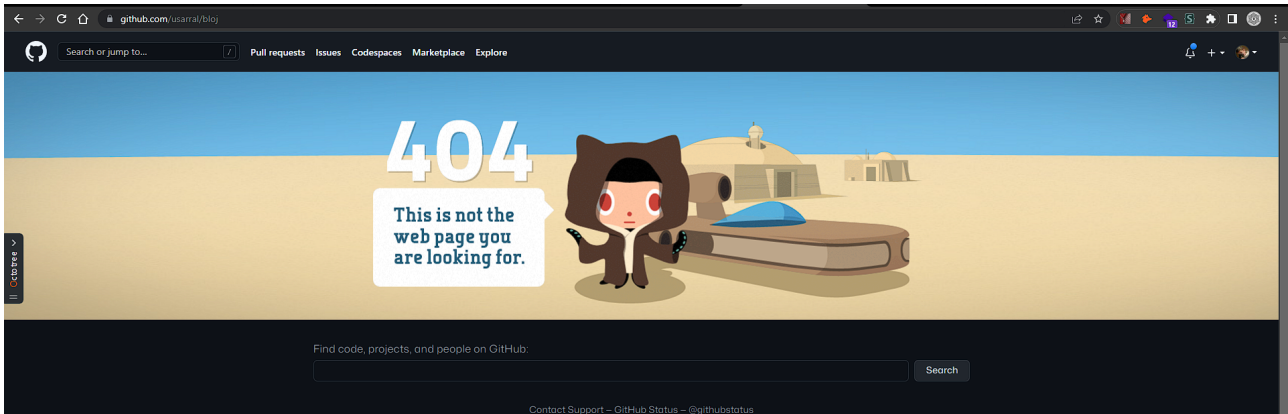 github.com/usarral/bloj
12
S
Search or jump to...
/
Pull requests Issues Codespaces Marketplace Explore
404
This is not the
web page you
are looking for.
Octotree
Find code, projects, and people on GitHub:
Search
Contact Support — GitHub Status — @githubstatus